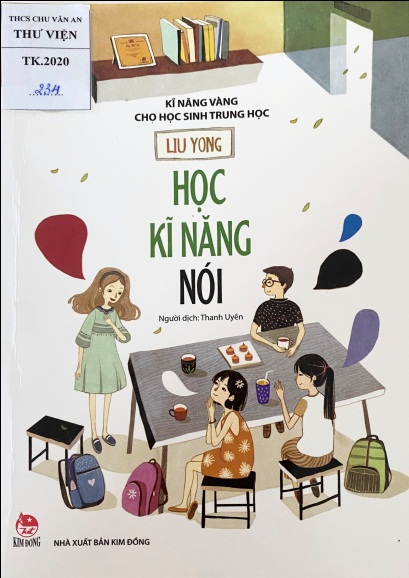 THCS CHU VĂN AN
THƯ VIỆN
TK.2020
234
KĨ NĂNG VÀNG
CHO HỌC SINH TRUNG HỌC
LIU YONG
HỌC
KĨ NĂNG
NÓI
Người dịch: Thanh Uyên
KIM ĐỒNG
NHÀ XUẤT BẢN KIM ĐỒNG